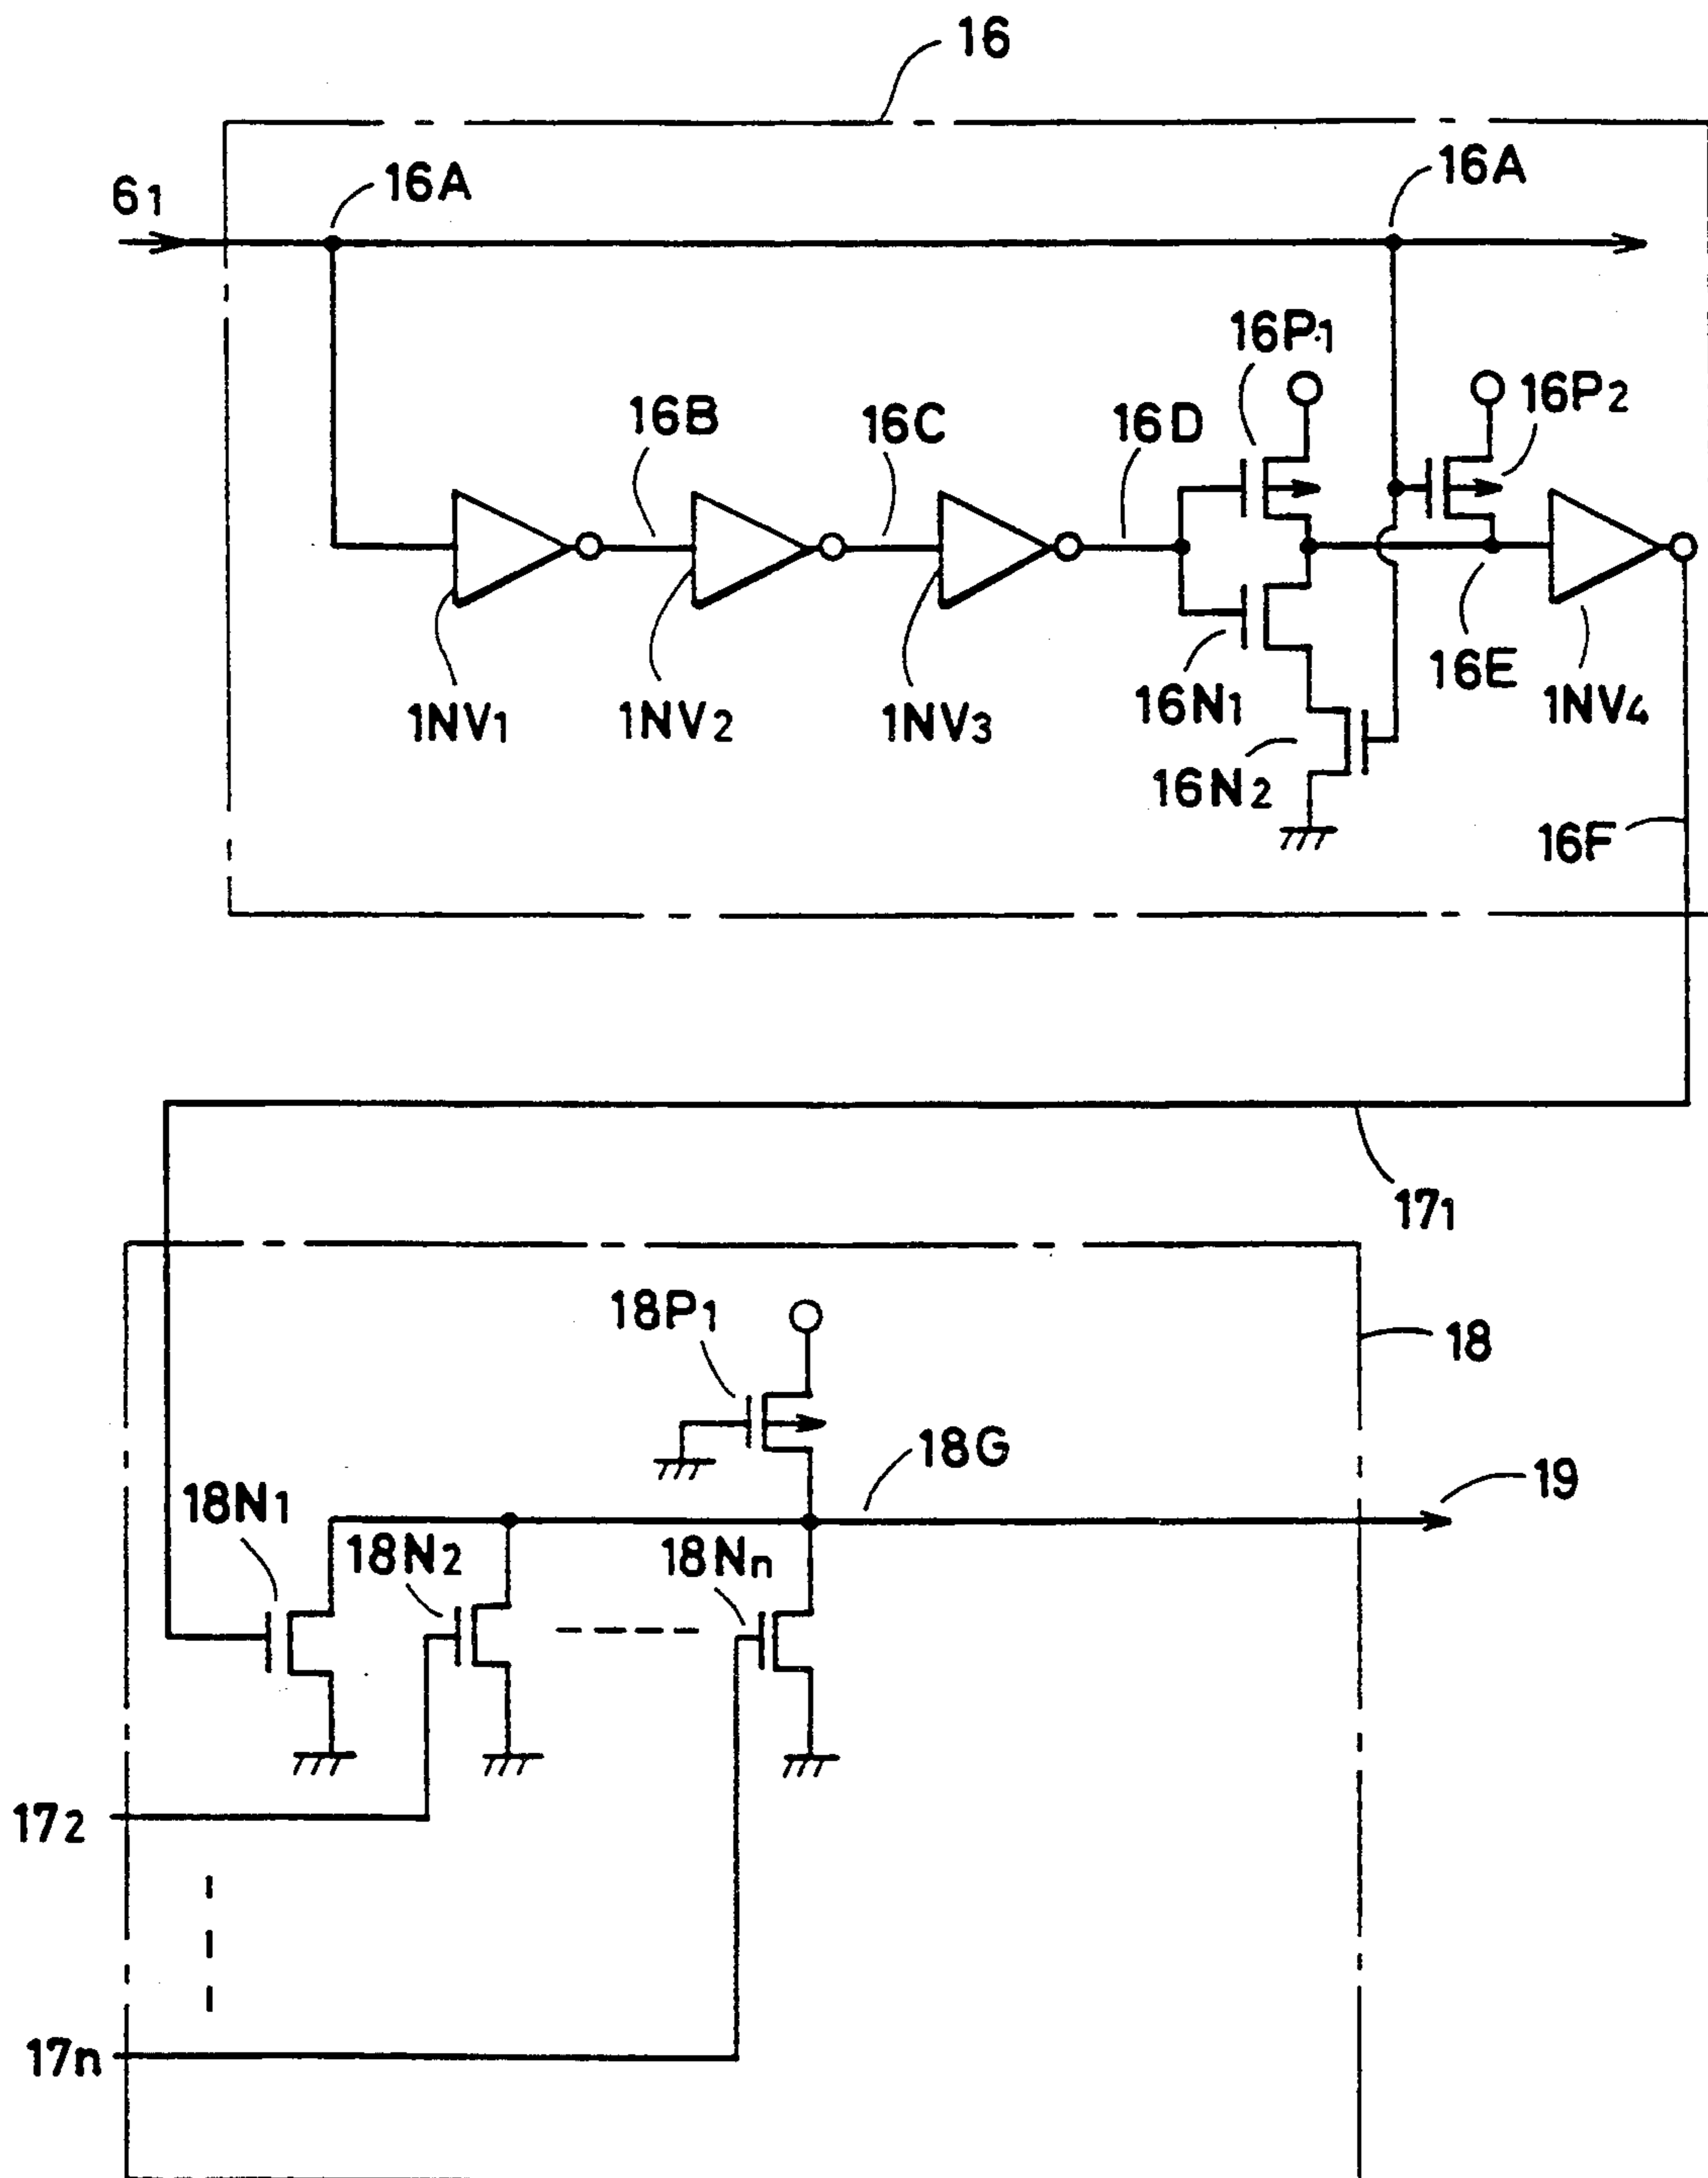 16
6₁
16A
16A
16P₁
16P₂
16B
16C
16D
16E
16N₁
1NV₁
1NV₂
1NV₃
1NV₄
16N₂
16F
17₁
18P₁
18
18G
19
18N₁
18N₂
18Nₙ
17₂
17n